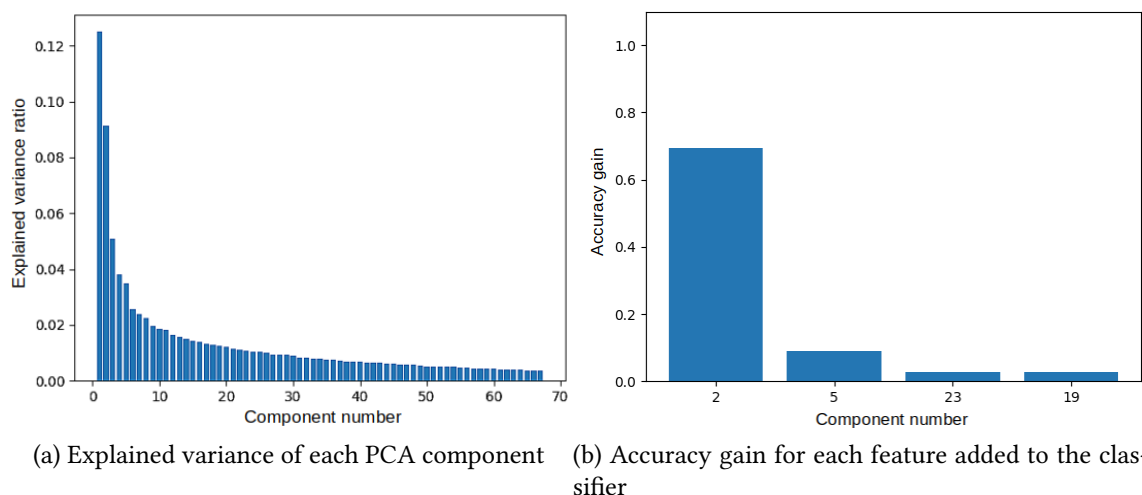 0.12
0.10
0.08
0.06
0.04
0.02
0.00
Explained variance ratio
0 10 20 30 40 50 60 70
Component number
(a) Explained variance of each PCA component
1.0
0.8
0.6
0.4
0.2
0.0
Accuracy gain
2 5 23 19
Component number
(b) Accuracy gain for each feature added to the clas-
sifier